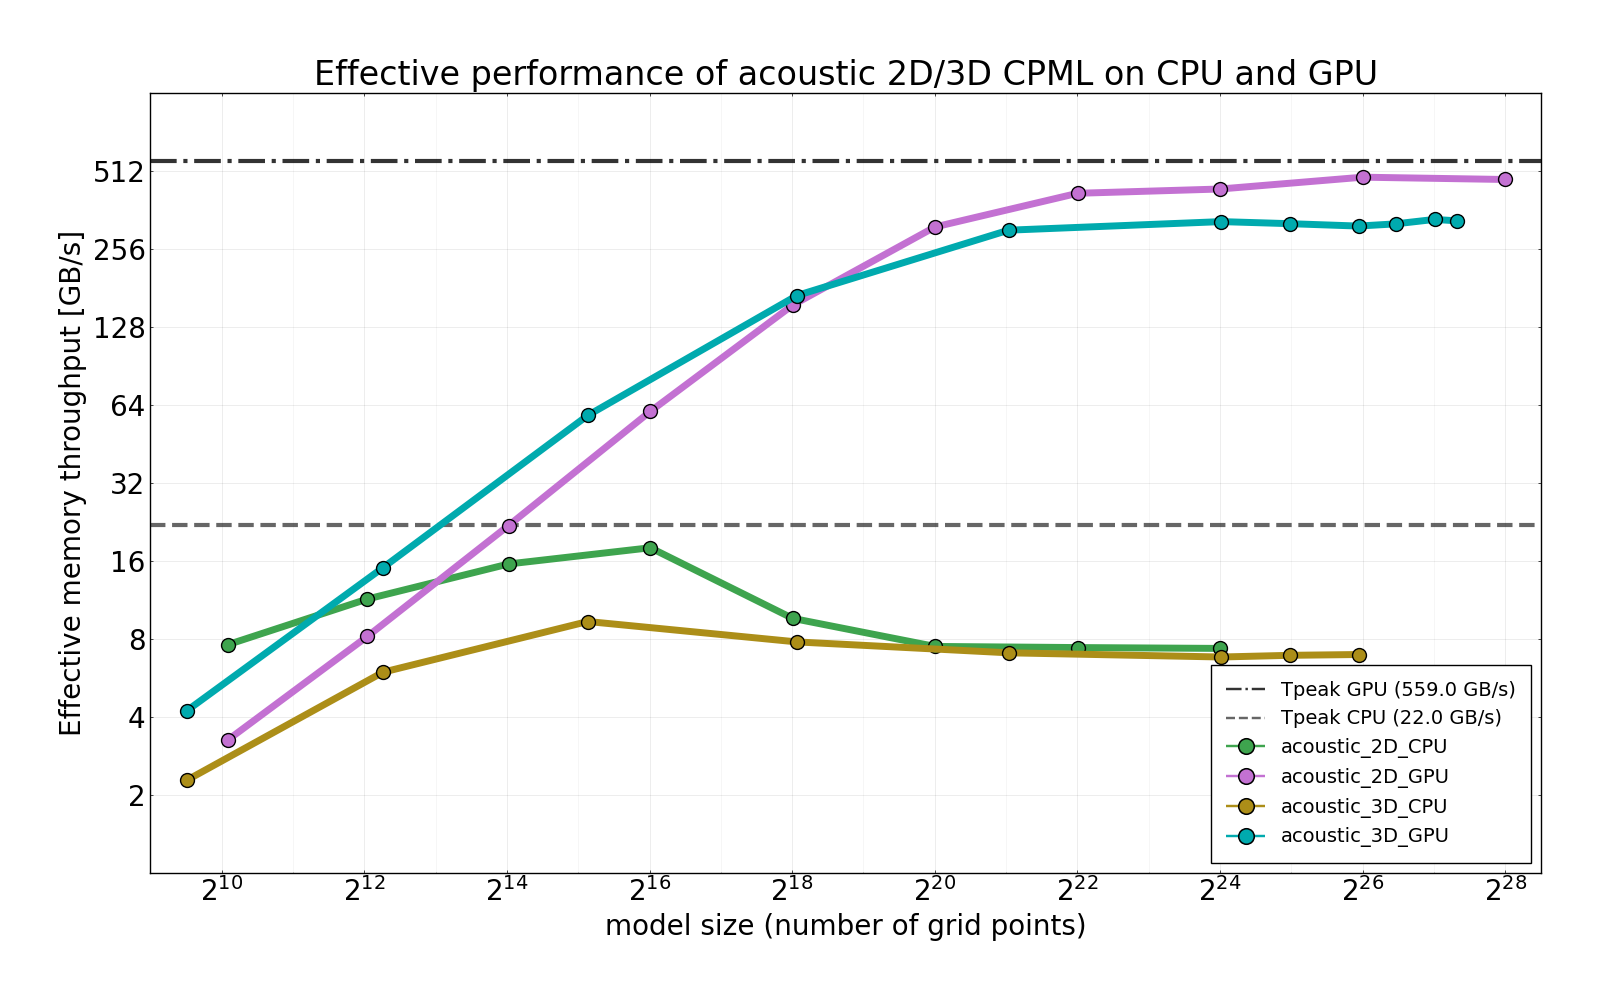 Effective performance of acoustic 2D/3D CPML on CPU and GPU
Effective memory throughput [GB/s]
512
256
128
64
32
16
8
4
2
2^10 2^12 2^14 2^16 2^18 2^20 2^22 2^24 2^26 2^28
model size (number of grid points)
Tpeak GPU (559.0 GB/s)
Tpeak CPU (22.0 GB/s)
acoustic_2D_CPU
acoustic_2D_GPU
acoustic_3D_CPU
acoustic_3D_GPU